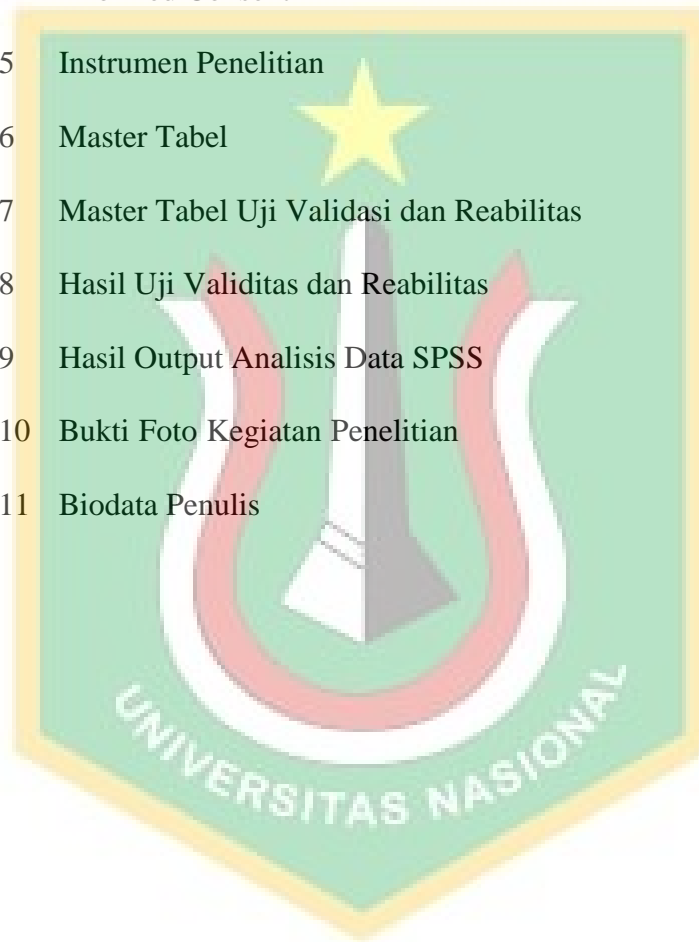 5 Instrumen Penelitian
6 Master Tabel
7 Master Tabel Uji Validasi dan Reabilitas
8 Hasil Uji Validitas dan Reabilitas
9 Hasil Output Analisis Data SPSS
10 Bukti Foto Kegiatan Penelitian
11 Biodata Penulis
UNIVERSITAS NASIONAL